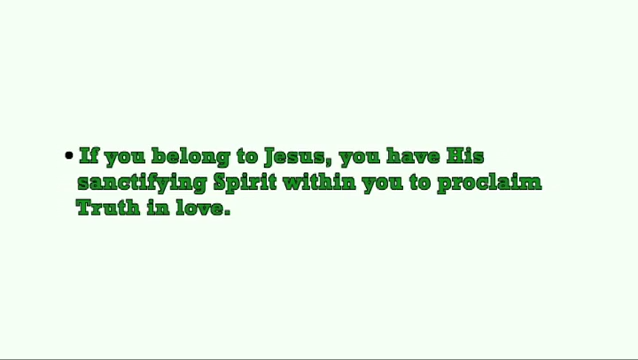 • If you belong to Jesus, you have His
sanctifying Spirit within you to proclaim
Truth in love.